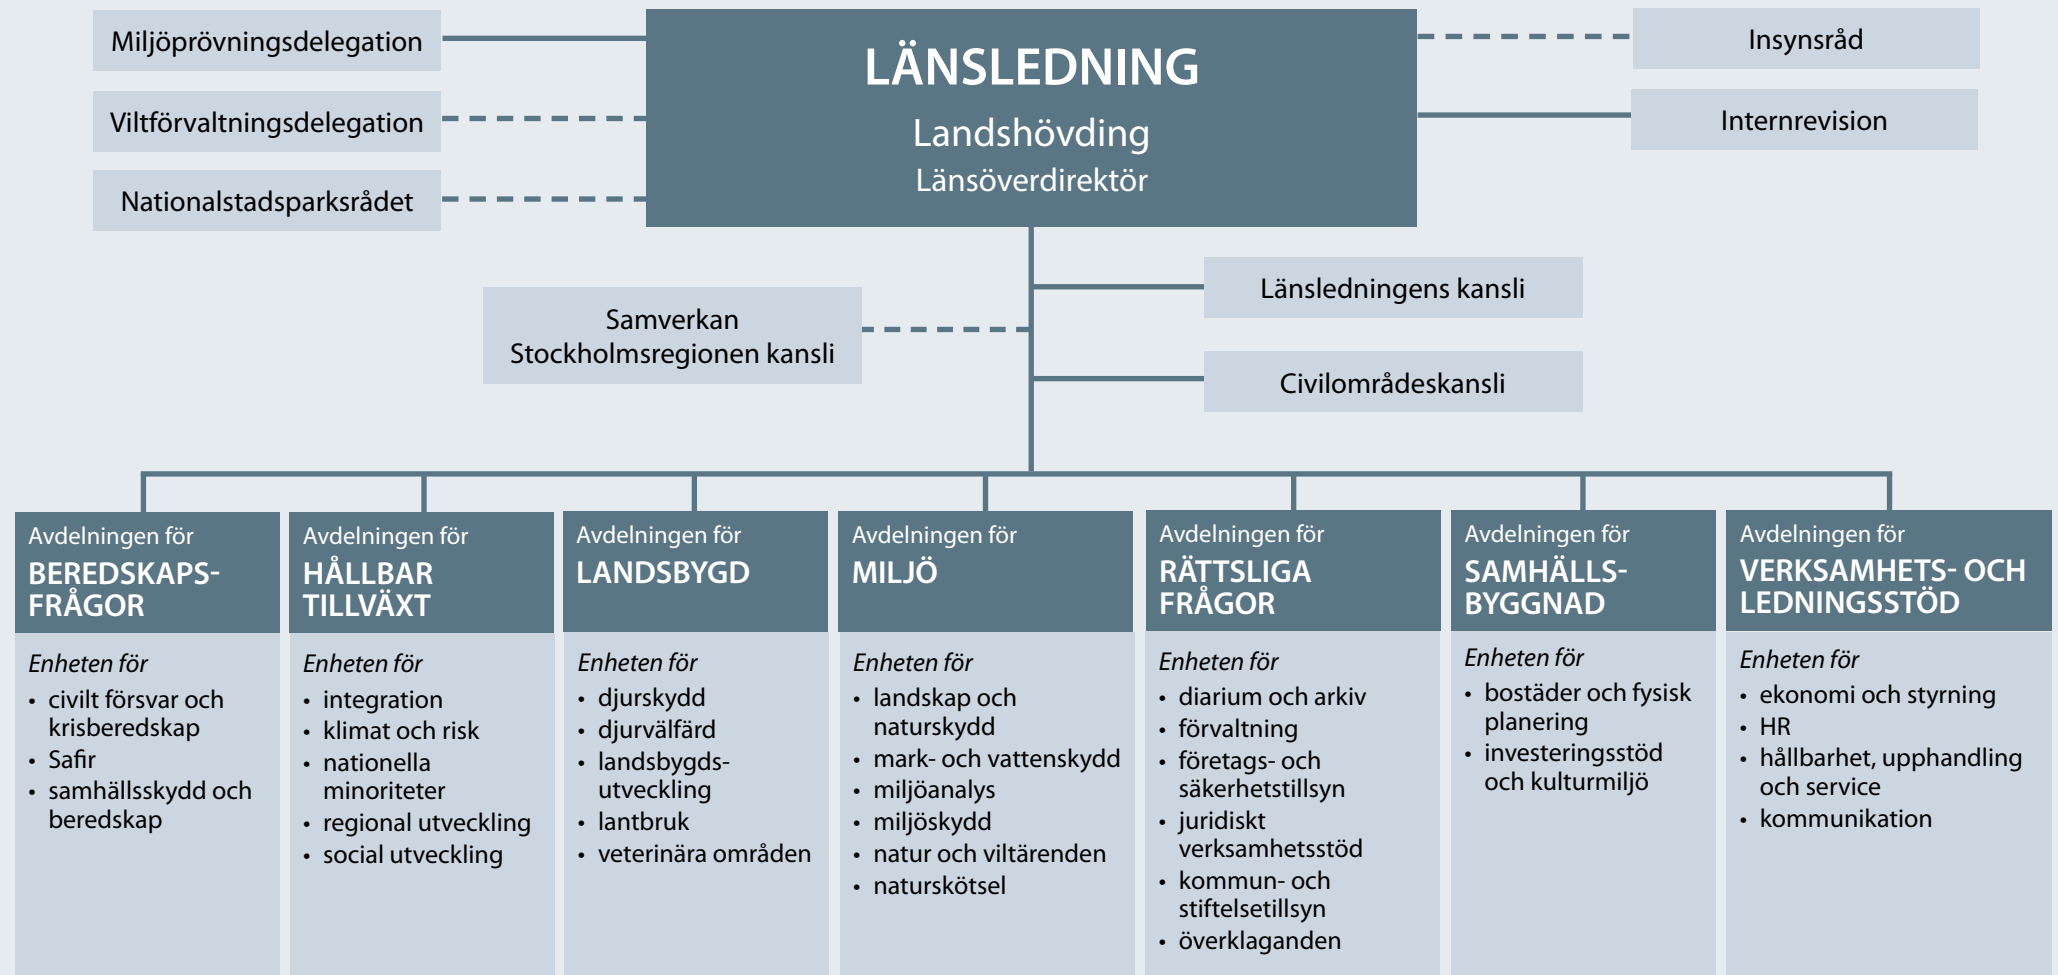 Miljöprövningsdelegation
Viltförvaltningsdelegation
Nationalstadsparksrådet
LÄNSLEDNING
Landshövding
Länsöverdirektör
Insynsråd
Internrevision
Samverkan
Stockholmsregionen kansli
Länsledningens kansli
Civilområdeskansli
Avdelningen för
BEREDSKAPS-
FRÅGOR
Enheten för
• civilt försvar och
krisberedskap
• Safir
• samhällsskydd och
beredskap
Avdelningen för
HÅLLBAR
TILLVÄXT
Enheten för
• integration
• klimat och risk
• nationella
minoriteter
• regional utveckling
• social utveckling
Avdelningen för
LANDSBYGD
Enheten för
• djurskydd
• djurvälfärd
• landsbygds-
utveckling
• lantbruk
• veterinära områden
Avdelningen för
MILJÖ
Enheten för
• landskap och
naturskydd
• mark- och vattenskydd
• miljöanalys
• miljöskydd
• natur och viltärenden
• naturskötsel
Avdelningen för
RÄTTSLIGA
FRÅGOR
Enheten för
• diarium och arkiv
• förvaltning
• företags- och
säkerhetstillsyn
• juridiskt
verksamhetsstöd
• kommun- och
stiftelsetillsyn
• överklaganden
Avdelningen för
SAMHÄLLS-
BYGGNAD
Enheten för
• bostäder och fysisk
planering
• investeringsstöd
och kulturmiljö
Avdelningen för
VERKSAMHETS- OCH
LEDNINGSSTÖD
Enheten för
• ekonomi och styrning
• HR
• hållbarhet, upphandling
och service
• kommunikation